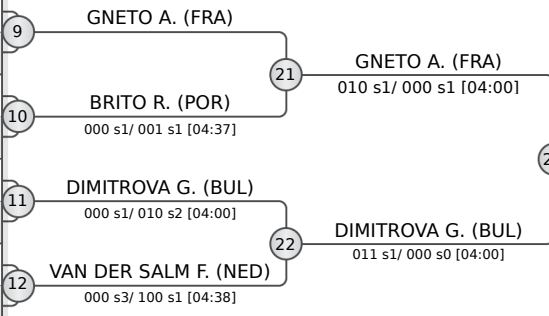 GNETO A. (FRA)
9
21
GNETO A. (FRA)
010 s1/ 000 s1 [04:00]
BRITO R. (POR)
10
000 s1/ 001 s1 [04:37]
2
DIMITROVA G. (BUL)
11
000 s1/ 010 s2 [04:00]
22
DIMITROVA G. (BUL)
011 s1/ 000 s0 [04:00]
VAN DER SALM F. (NED)
12
000 s3/ 100 s1 [04:38]